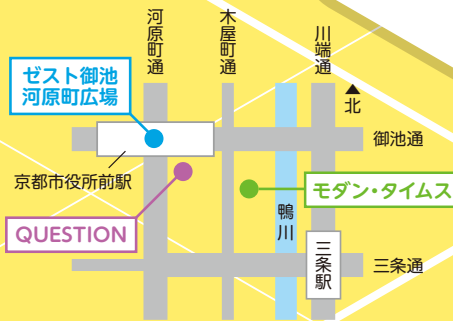 河原町通
木屋町通
川端通
ゼスト御池
河原町広場
北
御池通
京都市役所前駅
モダン・タイムス
QUESTION
鴨川
三条駅
三条通